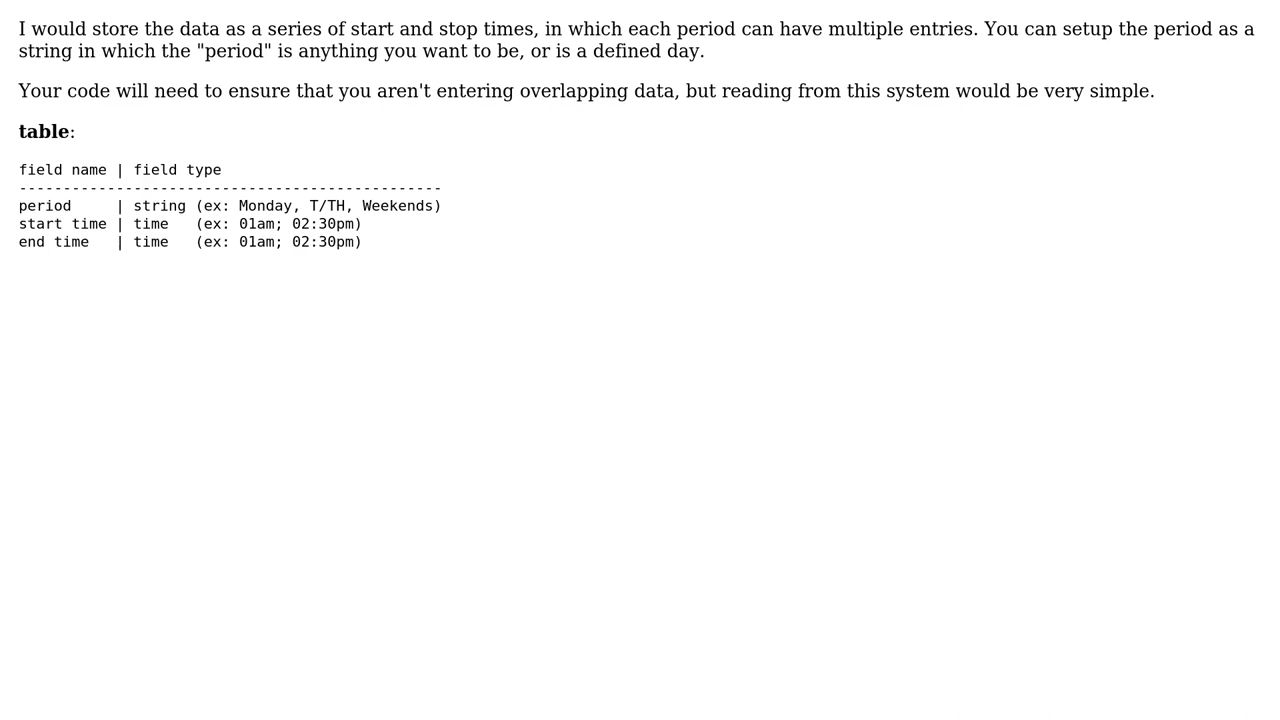 I would store the data as a series of start and stop times, in which each period can have multiple entries. You can setup the period as a
string in which the "period" is anything you want to be, or is a defined day.
Your code will need to ensure that you aren't entering overlapping data, but reading from this system would be very simple.
table:
field name | field type
------------------------------------------------
period     | string (ex: Monday, T/TH, Weekends)
start time | time   (ex: 01am; 02:30pm)
end time   | time   (ex: 01am; 02:30pm)